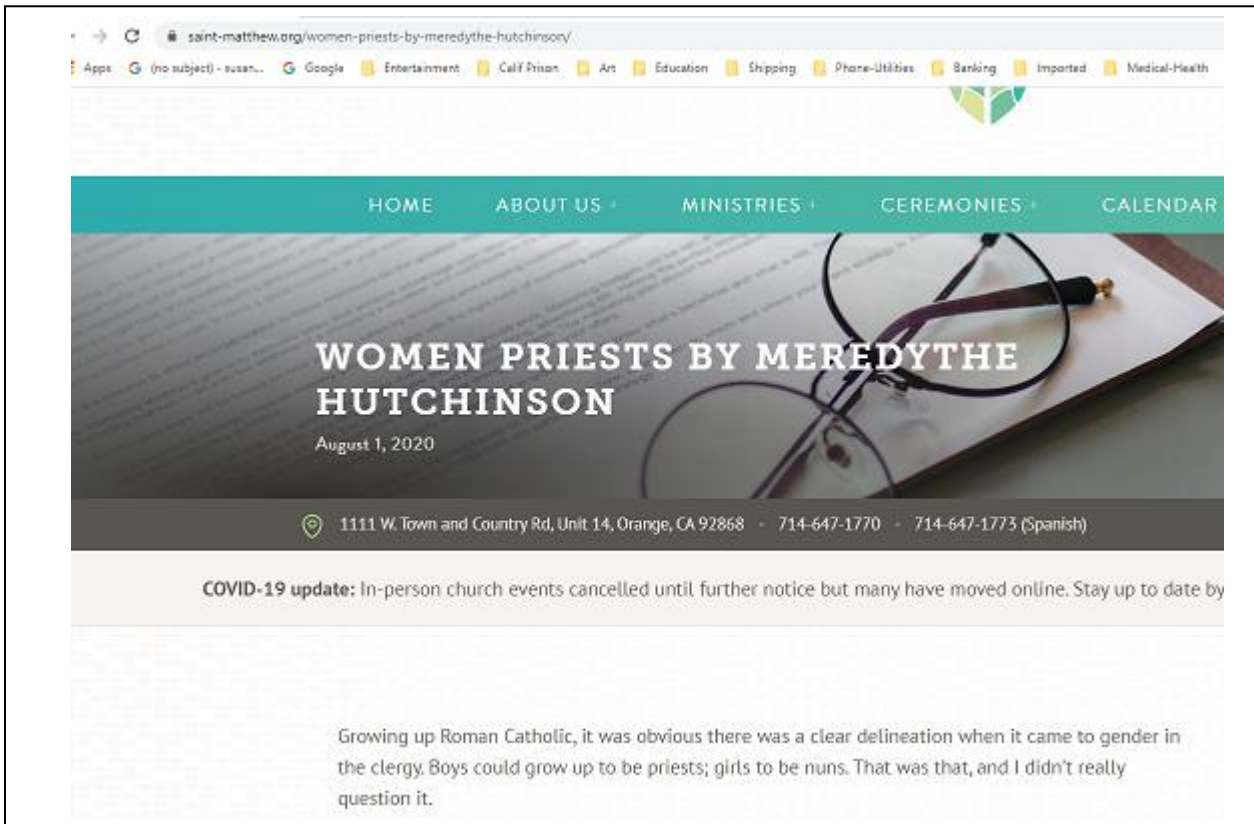 saint-matthew.org/women-priests-by-meredythe-hutchinson/
Apps (no subject) - susan... Google Entertainment Calif Prison Art Education Shipping Phone-Utilities Banking Imported Medical-Health
HOME ABOUT US + MINISTRIES + CEREMONIES + CALENDAR
WOMEN PRIESTS BY MEREDYTHE
HUTCHINSON
August 1, 2020
1111 W. Town and Country Rd, Unit 14, Orange, CA 92868 - 714-647-1770 - 714-647-1773 (Spanish)
COVID-19 update: In-person church events cancelled until further notice but many have moved online. Stay up to date by
Growing up Roman Catholic, it was obvious there was a clear delineation when it came to gender in
the clergy. Boys could grow up to be priests; girls to be nuns. That was that, and I didn't really
question it.